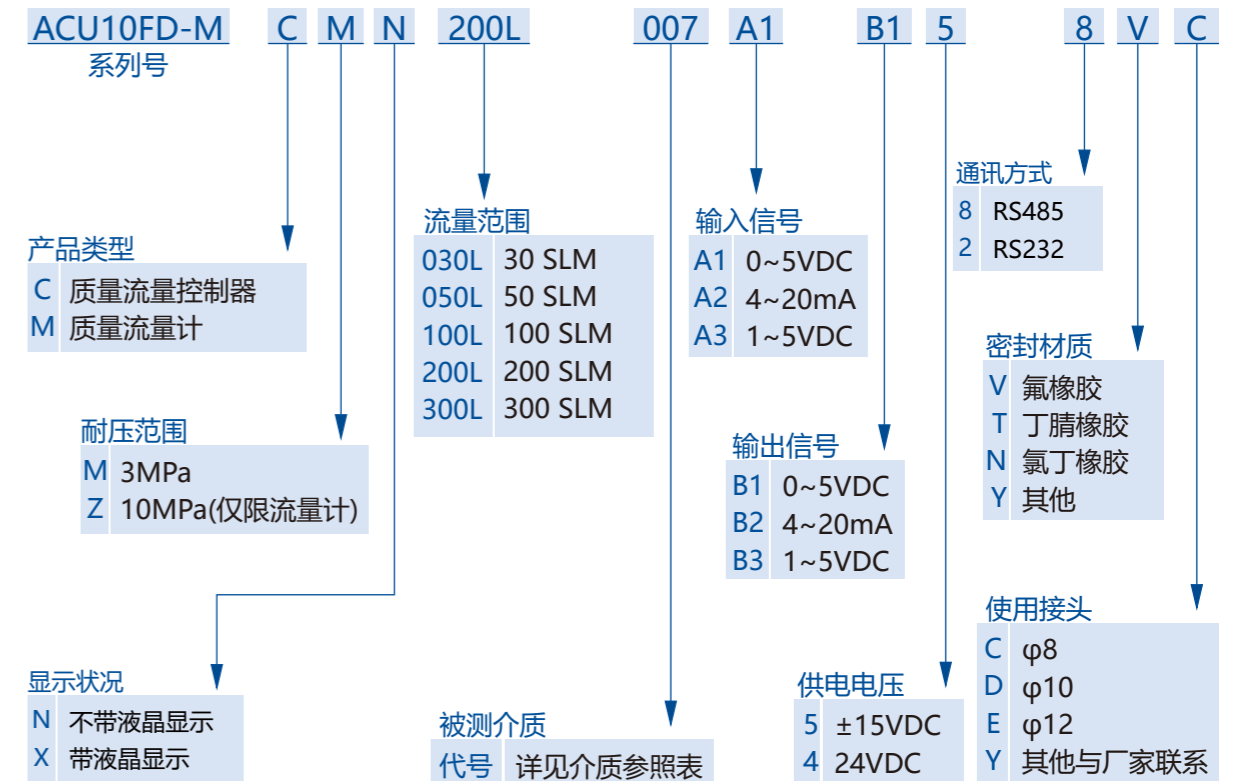 ACU10FD-M C M N 200L 007 A1 B1 5 8 V C
系列号
产品类型
C 质量流量控制器
M 质量流量计
耐压范围
M 3MPa
Z 10MPa(仅限流量计)
显示状况
N 不带液晶显示
X 带液晶显示
流量范围
030L 30 SLM
050L 50 SLM
100L 100 SLM
200L 200 SLM
300L 300 SLM
被测介质
代号 详见介质参照表
输入信号
A1 0~5VDC
A2 4~20mA
A3 1~5VDC
输出信号
B1 0~5VDC
B2 4~20mA
B3 1~5VDC
供电电压
5 ±15VDC
4 24VDC
通讯方式
8 RS485
2 RS232
密封材质
V 氟橡胶
T 丁腈橡胶
N 氯丁橡胶
Y 其他
使用接头
C φ8
D φ10
E φ12
Y 其他与厂家联系